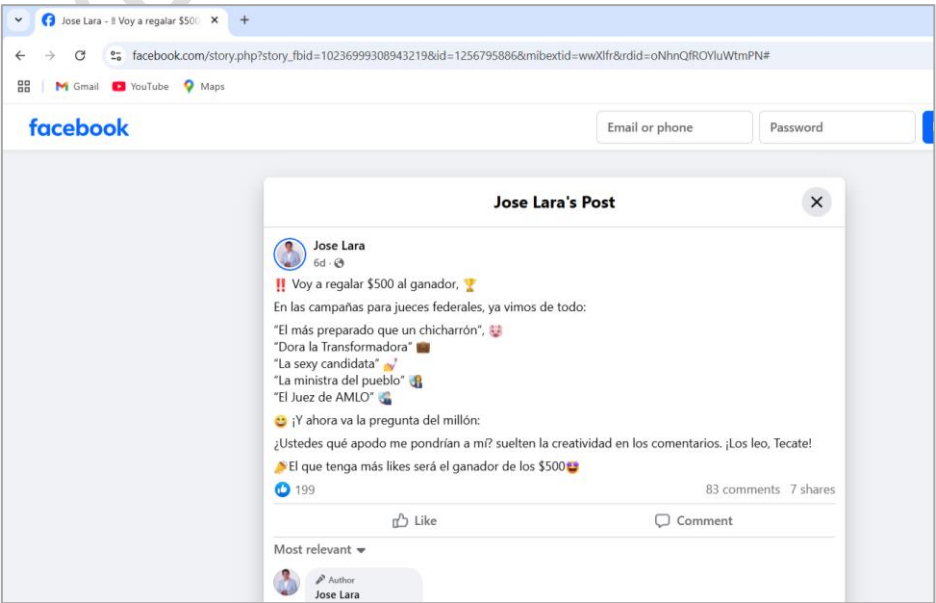 Jose Lara - ‼ Voy a regalar $500
facebook.com/story.php?story_fbid=10236999308943219&id=1256795886&mibextid=wwXIfr&rdid=oNhnQfROYluWtmPN#
Gmail YouTube Maps
facebook Email or phone Password
Jose Lara's Post
Jose Lara
6d ·
‼ Voy a regalar $500 al ganador, 🏆
En las campañas para jueces federales, ya vimos de todo:
"El más preparado que un chicharrón", 🐷
"Dora la Transformadora" 💼
"La sexy candidata" 💅
"La ministra del pueblo"
"El Juez de AMLO"
😄 ¡Y ahora va la pregunta del millón:
¿Ustedes qué apodo me pondrían a mí? suelten la creatividad en los comentarios. ¡Los leo, Tecate!
El que tenga más likes será el ganador de los $500🤩
199 83 comments 7 shares
Like Comment
Most relevant
Author
Jose Lara